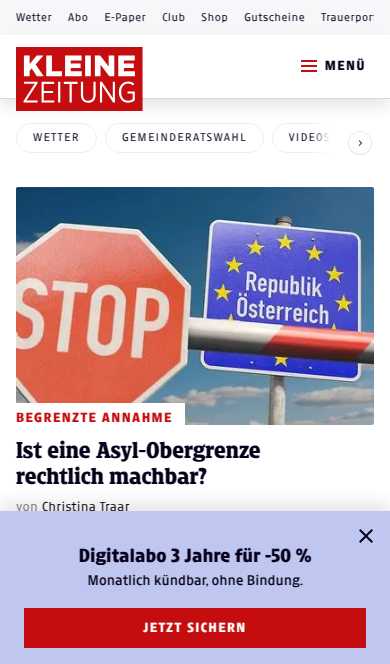 Wetter Abo E-Paper Club Shop Gutscheine Trauerpor
KLEINE
ZEITUNG
MENÜ
WETTER GEMEINDERATSWAHL VIDEOS
STOP
Republik
Österreich
BEGRENZTE ANNAHME
Ist eine Asyl-Obergrenze
rechtlich machbar?
von Christina Traar
Digitalabo 3 Jahre für -50 %
Monatlich kündbar, ohne Bindung.
JETZT SICHERN